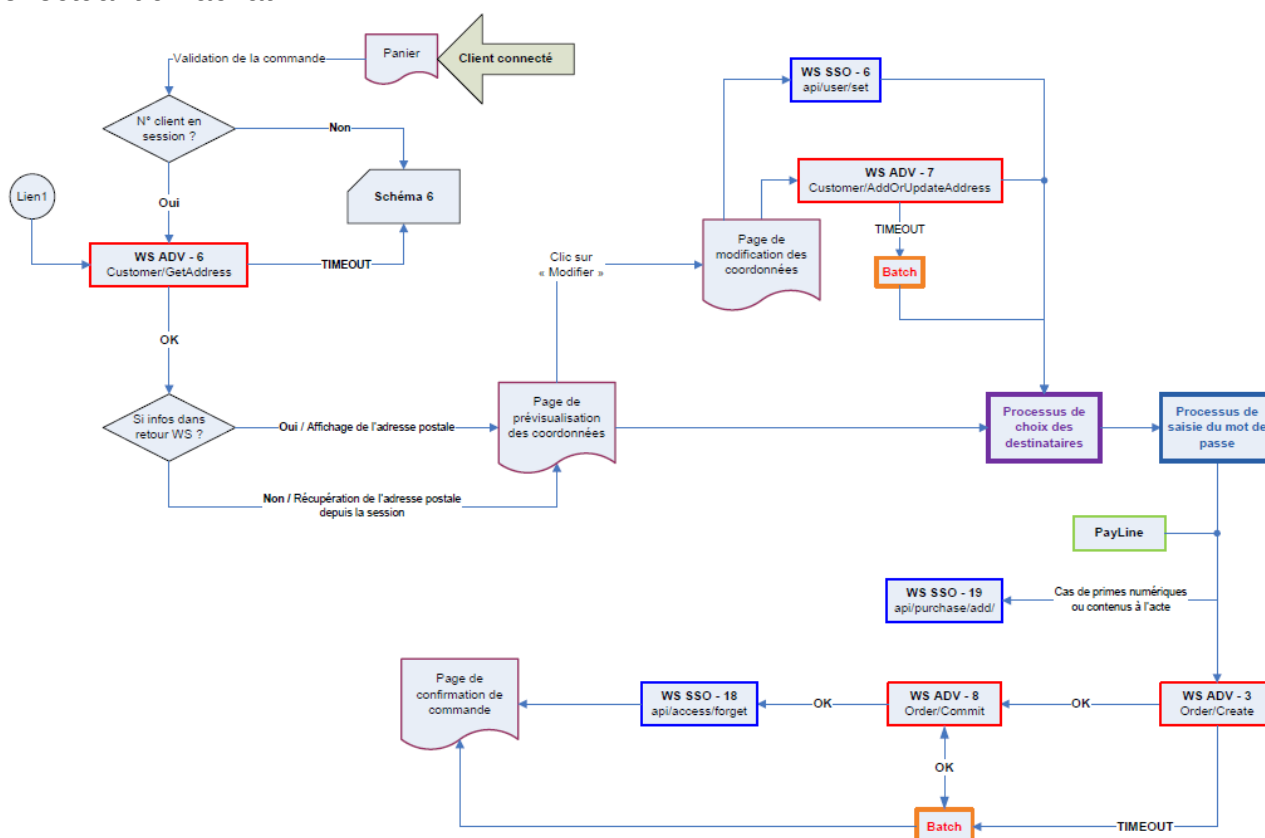 Panier
Client connecté
Validation de la commande
N° client en
session ?
Non
Lien1
Oui
Schéma 6
WS ADV - 6
Customer/GetAddress
TIMEOUT
OK
Si infos dans
retour WS ?
Oui / Affichage de l'adresse postale
Non / Récupération de l'adresse postale
depuis la session
Page de
prévisualisation
des coordonnées
Clic sur
« Modifier »
Page de
modification des
coordonnées
WS SSO - 6
api/user/set
WS ADV - 7
Customer/AddOrUpdateAddress
TIMEOUT
Batch
Processus de
choix des
destinataires
Processus de
saisie du mot de
passe
PayLine
Cas de primes numériques
ou contenus à l'acte
WS SSO - 19
api/purchase/add/
WS ADV - 3
Order/Create
OK
WS ADV - 8
Order/Commit
OK
WS SSO - 18
api/access/forget
Page de
confirmation de
commande
OK
Batch
TIMEOUT